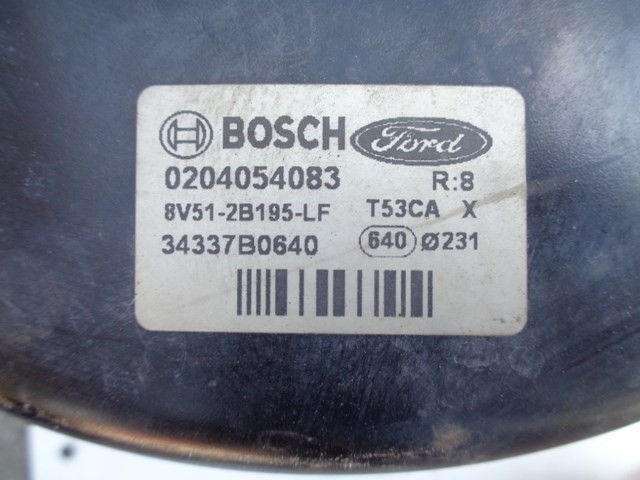 BOSCH Ford
0204054083 R:8
8V51-2B195-LF T53CA X
34337B0640 640 Ø231